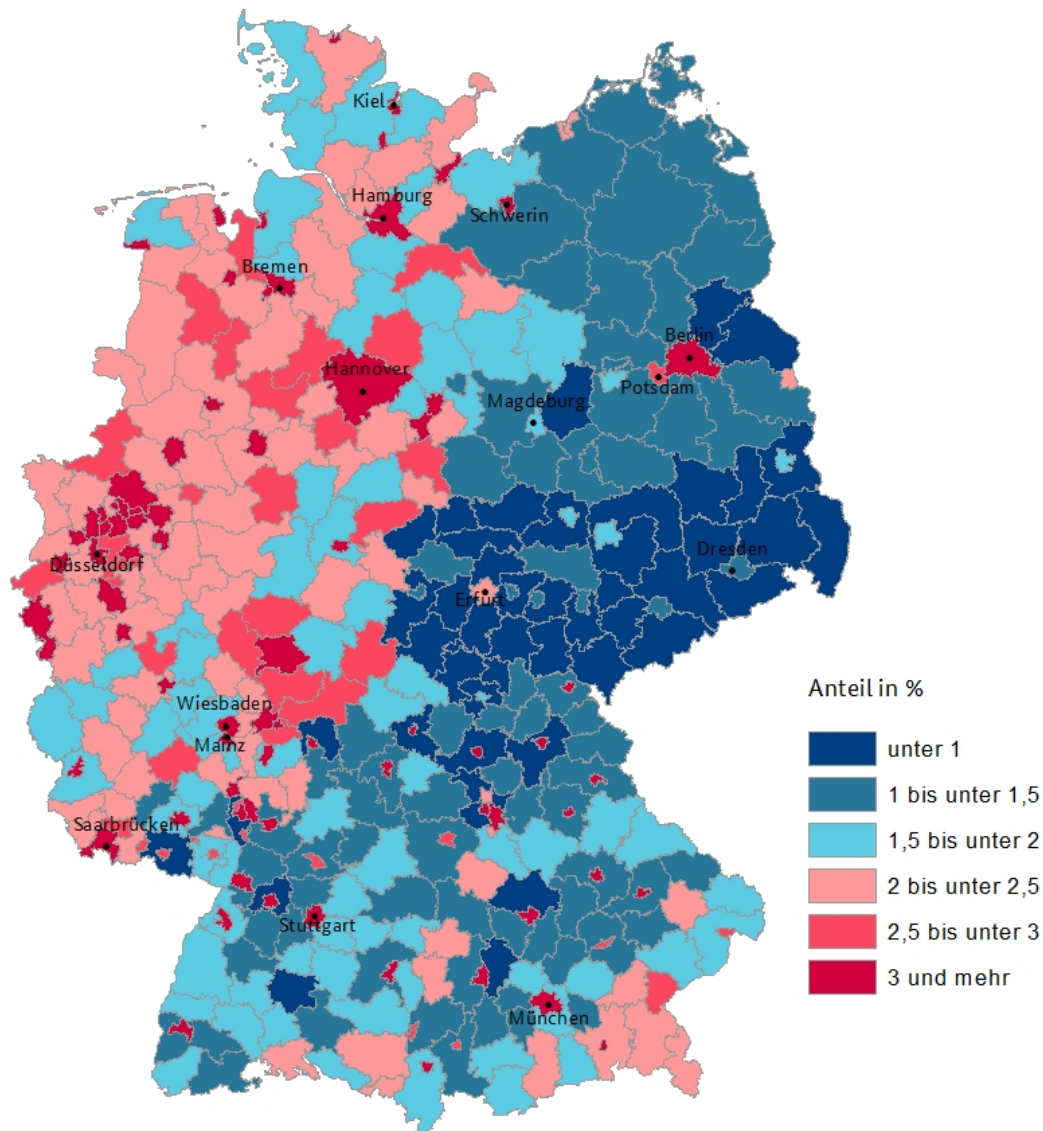 Kiel
Hamburg
Schwerin
Bremen
Berlin
Hannover
Potsdam
Magdeburg
Düsseldorf
Dresden
Erfurt
Wiesbaden
Mainz
Saarbrücken
Stuttgart
München
Anteil in %
unter 1
1 bis unter 1,5
1,5 bis unter 2
2 bis unter 2,5
2,5 bis unter 3
3 und mehr